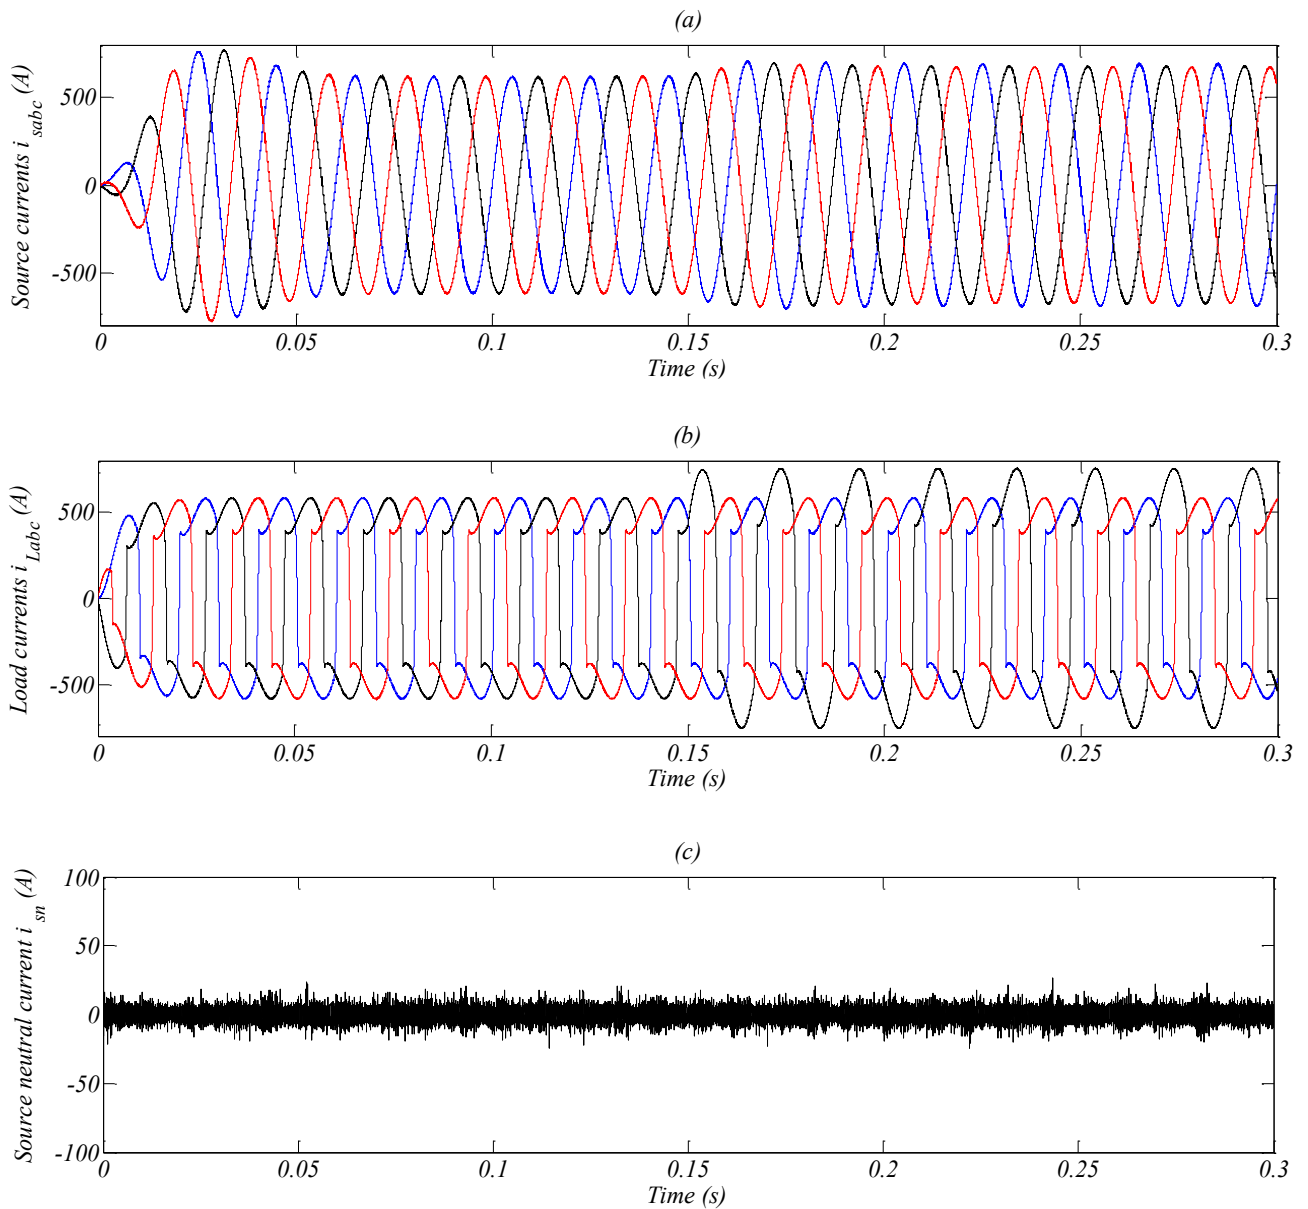 (a)
Source currents i sabc (A)
500
0
-500
0 0.05 0.1 0.15 0.2 0.25 0.3
Time (s)
(b)
Load currents i Labc (A)
500
0
-500
0 0.05 0.1 0.15 0.2 0.25 0.3
Time (s)
(c)
Source neutral current i sn (A)
100
50
0
-50
-100
0 0.05 0.1 0.15 0.2 0.25 0.3
Time (s)